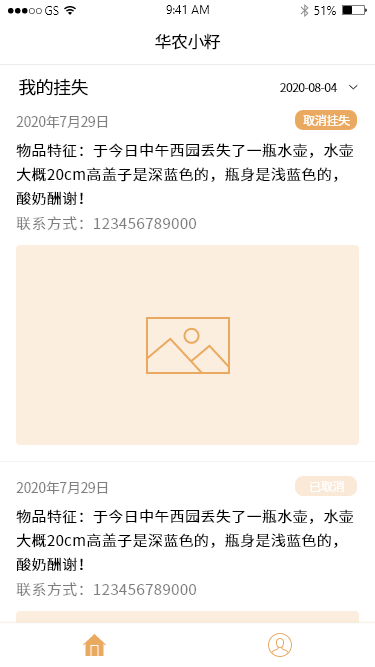 GS 9:41 AM 51%
华农小籽
我的挂失 2020-08-04
2020年7月29日 取消挂失
物品特征：于今日中午西园丢失了一瓶水壶，水壶
大概20cm高盖子是深蓝色的，瓶身是浅蓝色的，
酸奶酬谢！
联系方式：123456789000
2020年7月29日 已取消
物品特征：于今日中午西园丢失了一瓶水壶，水壶
大概20cm高盖子是深蓝色的，瓶身是浅蓝色的，
酸奶酬谢！
联系方式：123456789000